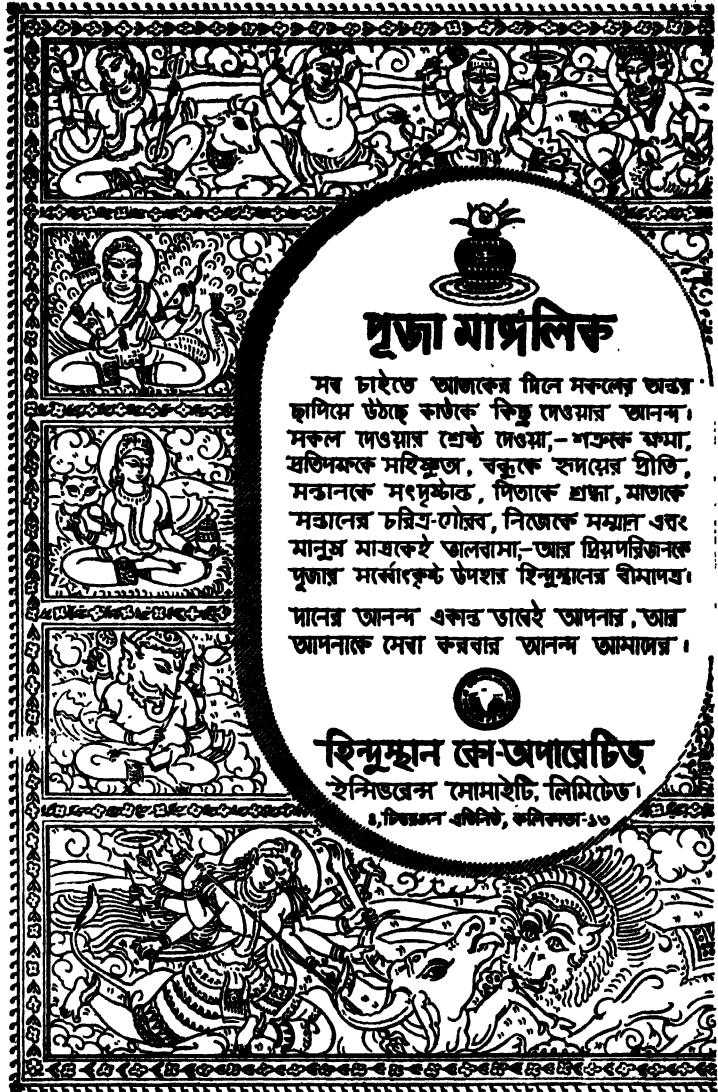 পূজা মাঙ্গলিক
সব চাইতে আজকের দিনে সকলের অন্তর
ছাপিয়ে উঠছে কাউকে কিছু দেওয়ার আনন্দ।
সকল দেওয়ার শ্রেষ্ঠ দেওয়া,— শত্রুকে ক্ষমা,
প্রতিপক্ষকে সহিষ্ণুতা, বন্ধুকে হৃদয়ের প্রীতি,
সন্তানকে সৎদৃষ্টান্ত, পিতাকে শ্রদ্ধা, মাতাকে
সন্তানের চরিত্র-গৌরব, নিজেকে সম্মান এবং
মানুষ মাত্রকেই ভালবাসা,—আর প্রিয়পরিজনকে
পূজার সর্ব্বোৎকৃষ্ট উপহার হিন্দুস্থানের বীমাপত্র।
দানের আনন্দ একান্ত ভাবেই আপনার, আর
আপনাকে সেবা করবার আনন্দ আমাদের।
হিন্দুস্থান কো-অপারেটিভ্
ইন্সিওরেন্স সোসাইটি, লিমিটেড।
৪, চিত্তরঞ্জন এভিনিউ, কলিকাতা-১৩